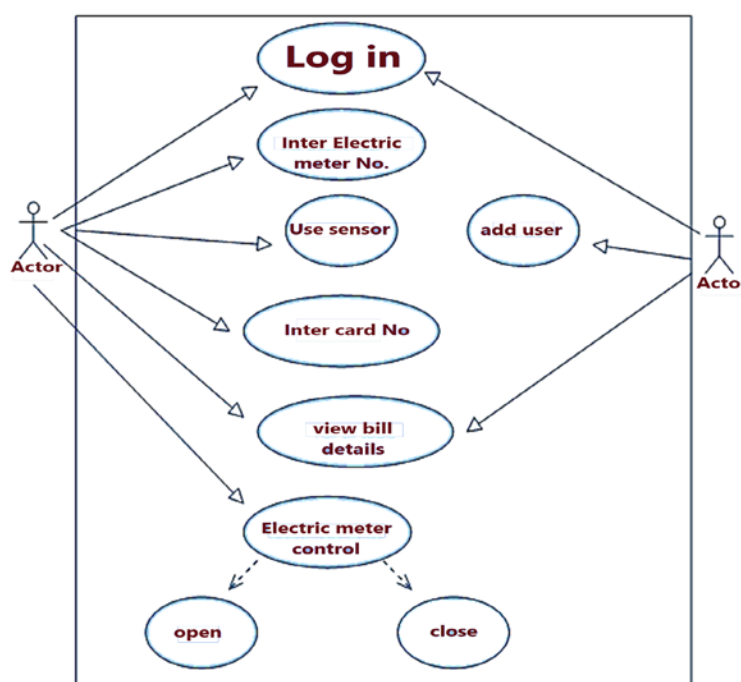 Log in
Inter Electric
meter No.
Use sensor
add user
Actor
Acto
Inter card No
view bill
details
Electric meter
control
open
close